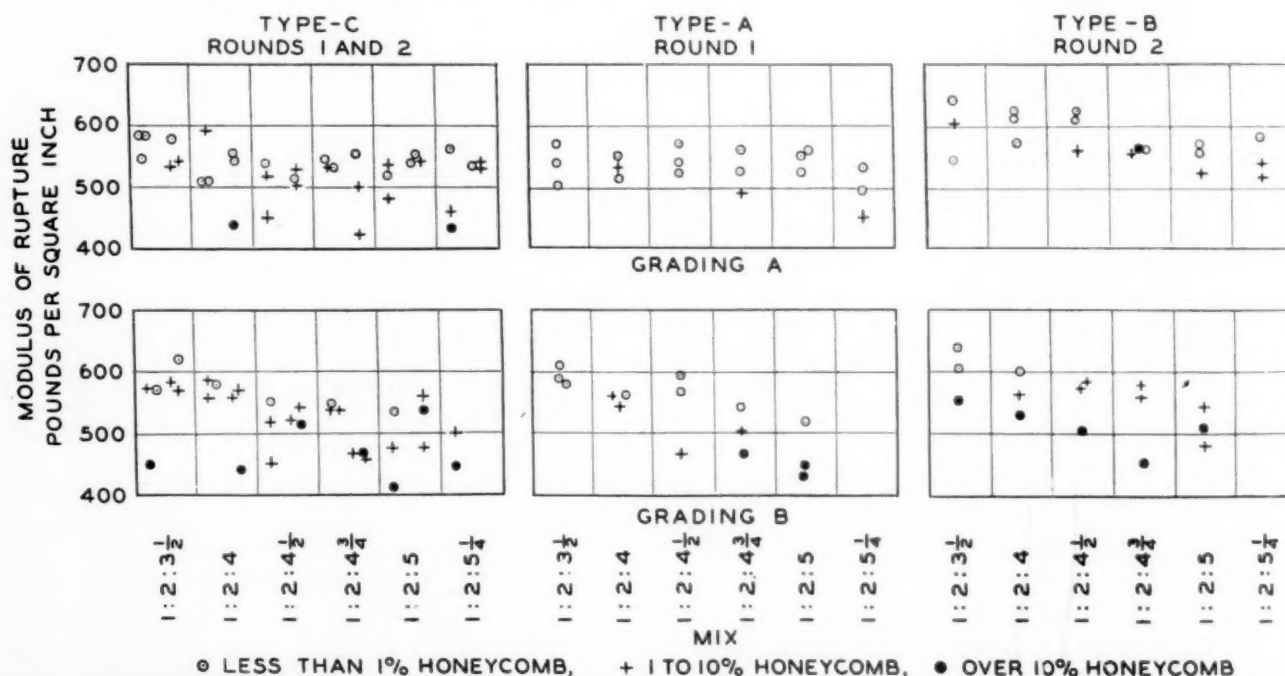 TYPE-C
ROUNDS 1 AND 2
TYPE-A
ROUND 1
TYPE-B
ROUND 2
MODULUS OF RUPTURE
POUNDS PER SQUARE INCH
700
600
500
400
GRADING A
700
600
500
400
GRADING B
1:2:3½
1:2:4
1:2:4½
1:2:4¾
1:2:5
1:2:5¼
1:2:3½
1:2:4
1:2:4½
1:2:4¾
1:2:5
1:2:5¼
1:2:3½
1:2:4
1:2:4½
1:2:4¾
1:2:5
1:2:5¼
MIX
⊙ LESS THAN 1% HONEYCOMB, + 1 TO 10% HONEYCOMB, ● OVER 10% HONEYCOMB